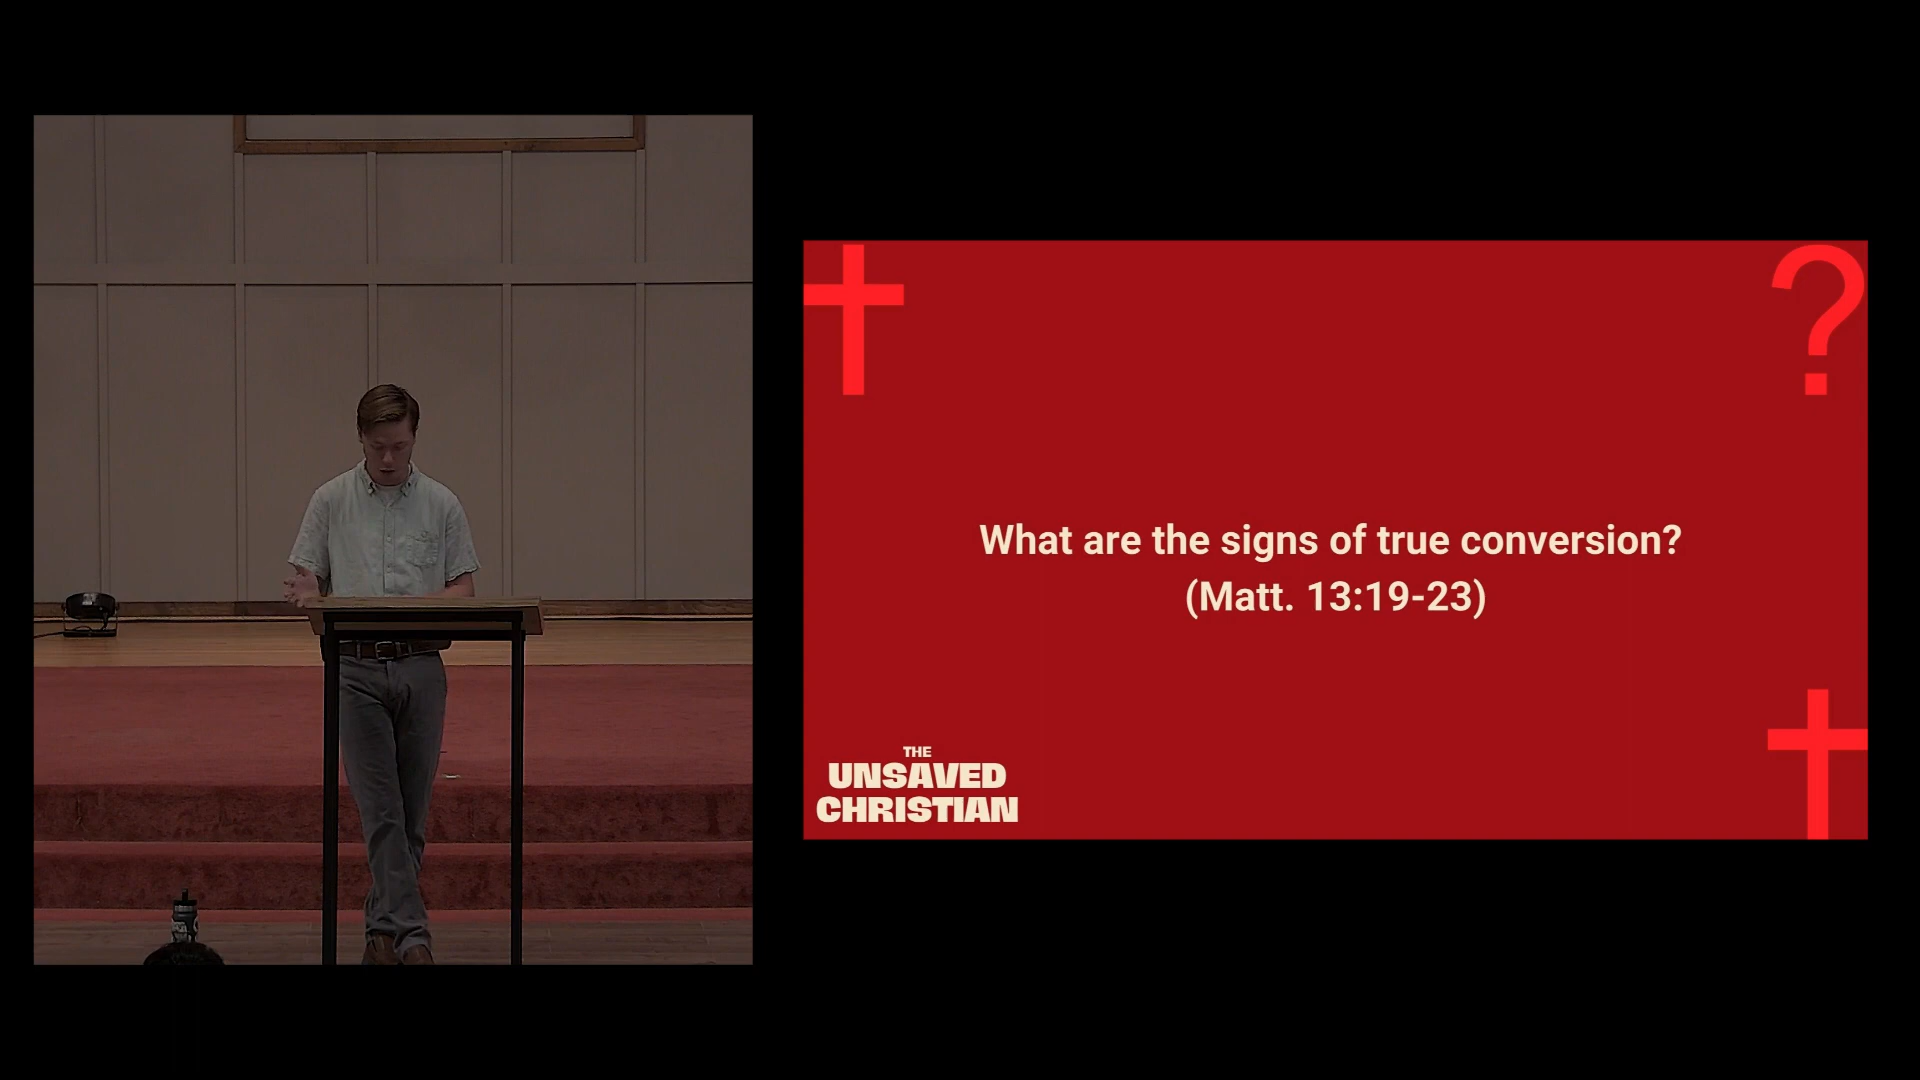 ?
What are the signs of true conversion?
(Matt. 13:19-23)
THE
UNSAVED
CHRISTIAN